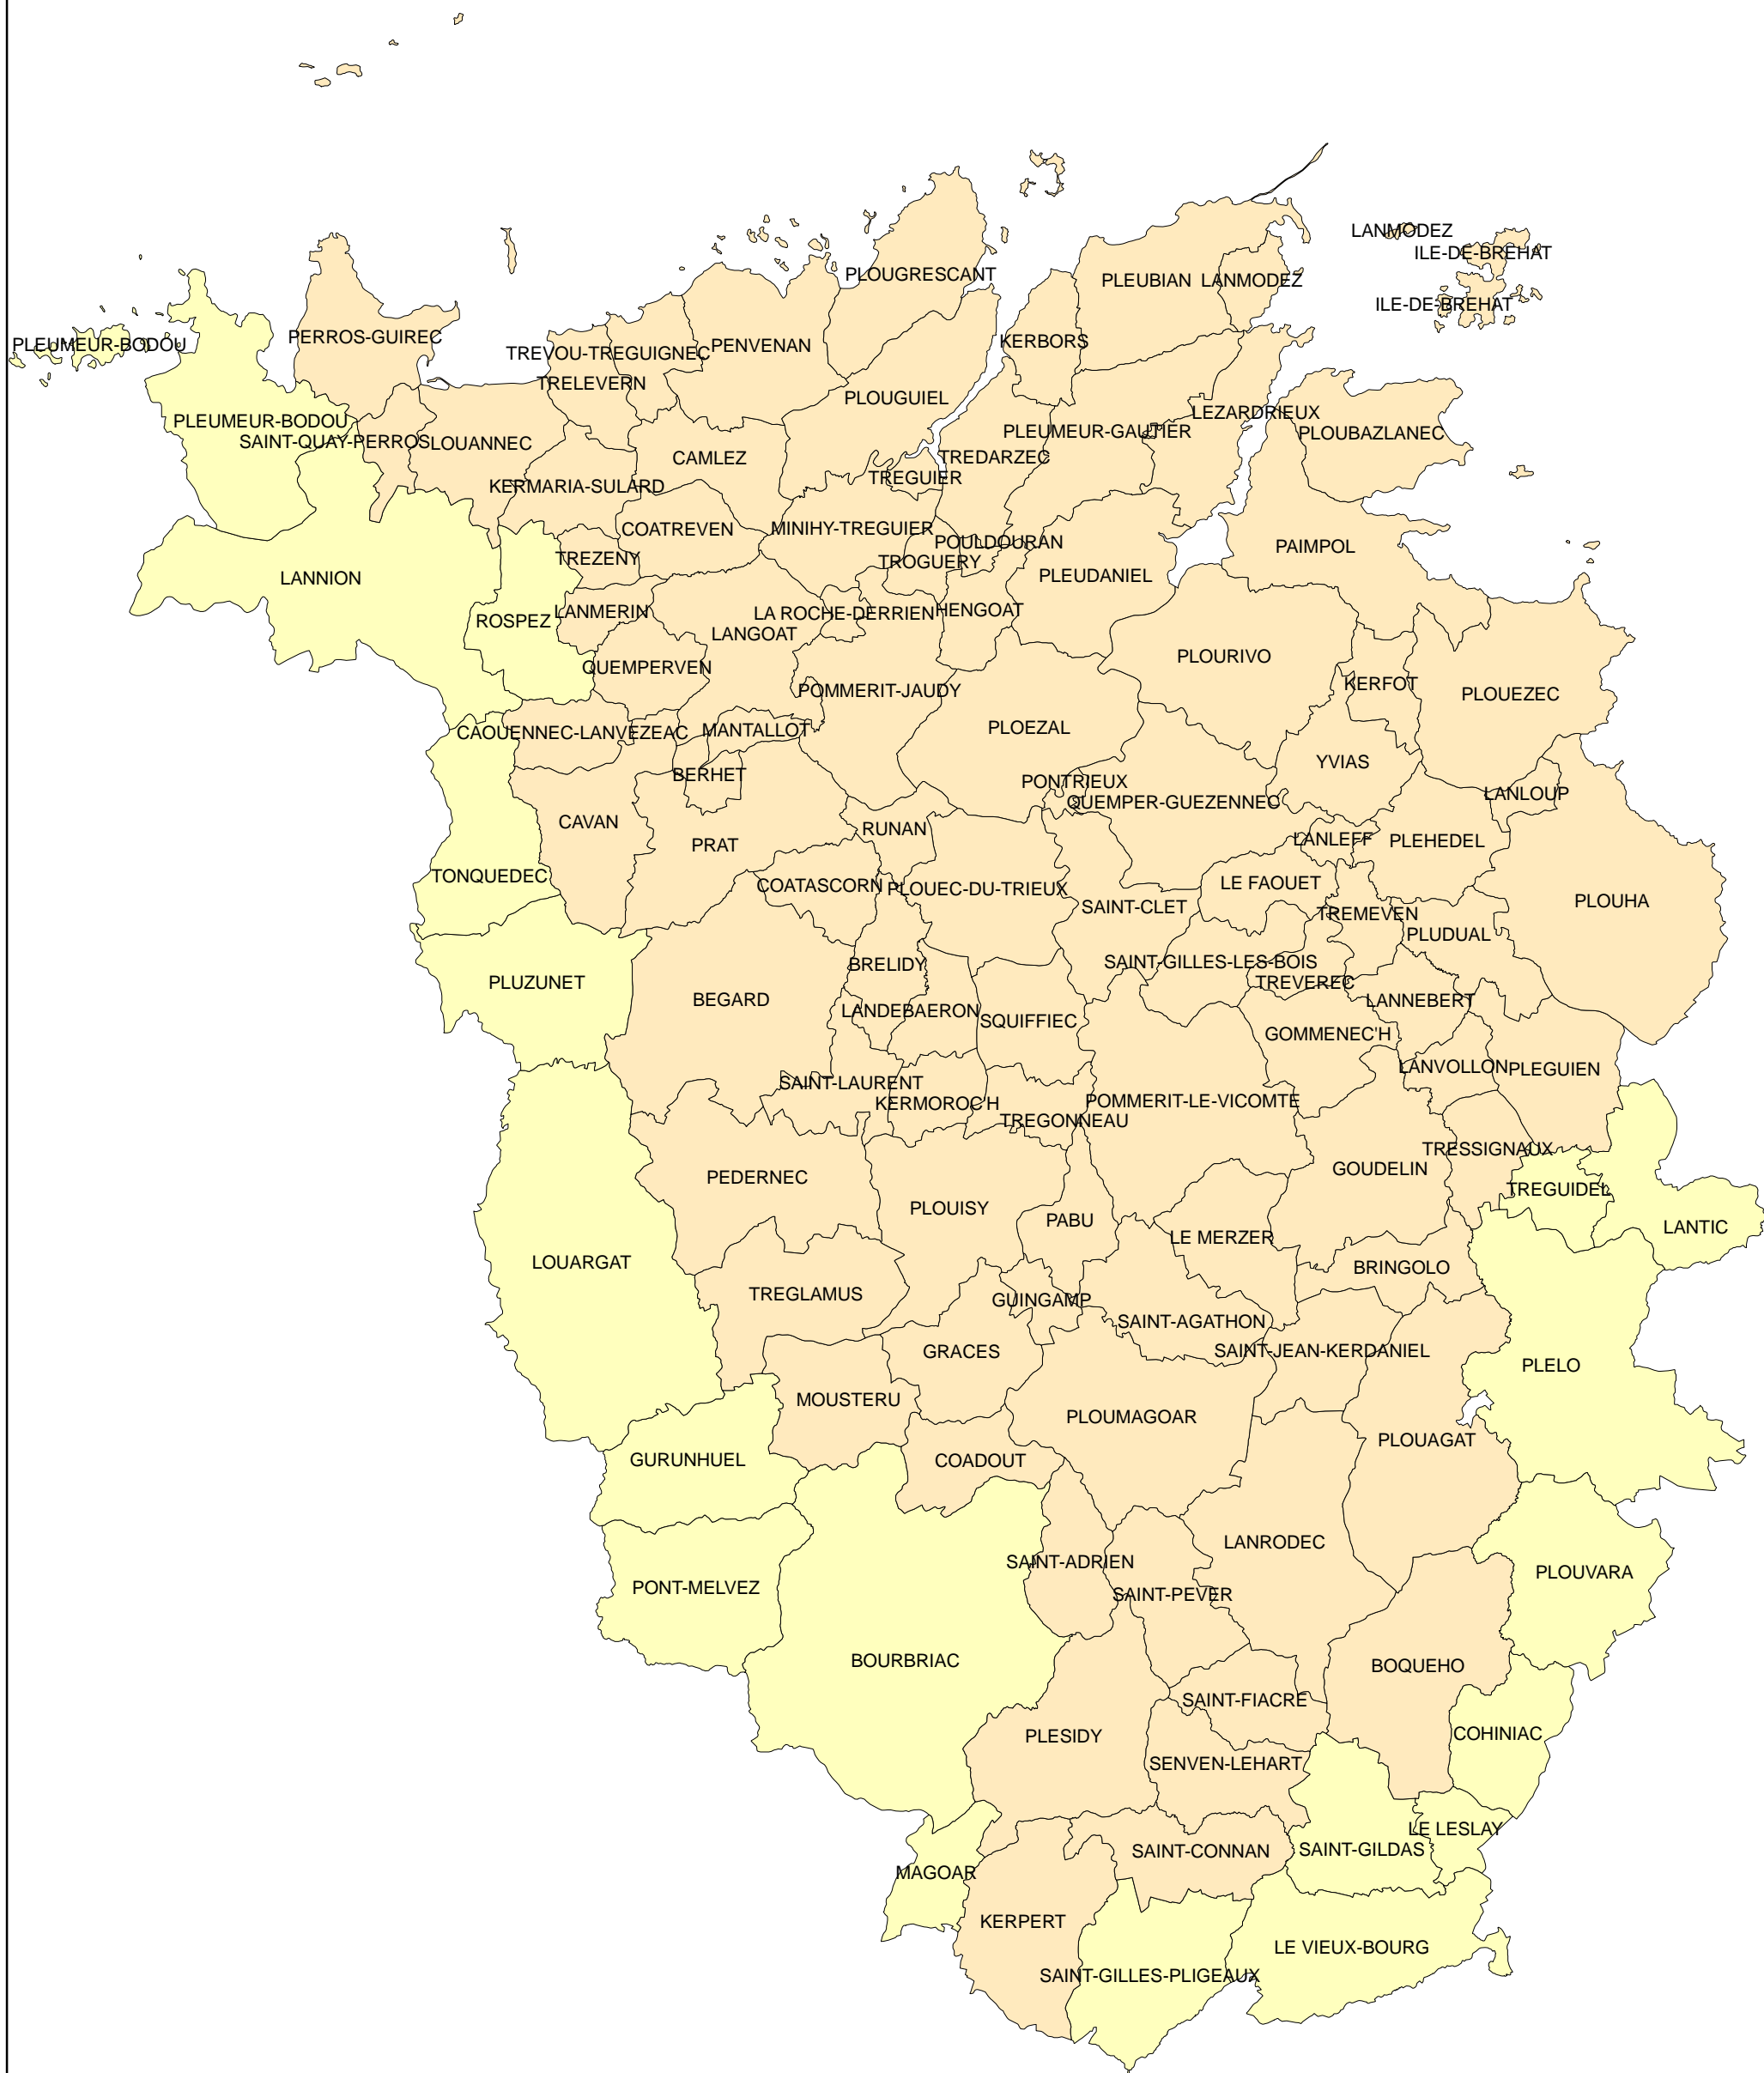 LANMODEZ
ILE-DE-BREHAT
PLOUGRESCANT
PLEUBIAN
LANMODEZ
ILE-DE-BREHAT
PERROS-GUIREC
PLEUMEUR-BODOU
TREVOU-TREGUIGNEC
PENVENAN
KERBORS
TRELEVERN
PLOUGUIEL
LEZARDRIEUX
PLEUMEUR-BODOU
SAINT-QUAY-PERROS
LOUANNEC
PLEUMEUR-GAUTIER
PLOUBAZLANEC
CAMLEZ
TREDARZEC
TREGUIER
KERMARIA-SULARD
COATREVEN
MINIHY-TREGUIER
POULDOURAN
PAIMPOL
TREZENY
TROGUERY
LANNION
PLEUDANIEL
ROSPEZ
LANMERIN
LA ROCHE-DERRIEN
HENGOAT
LANGOAT
QUEMPERVEN
PLOURIVO
POMMERIT-JAUDY
KERFOT
PLOUEZEC
CAOUENNEC-LANVEZEAC
MANTALLOT
PLOEZAL
YVIAS
BERHET
PONTRIEUX
QUEMPER-GUEZENNEC
LANLOUP
CAVAN
RUNAN
PRAT
LANLEFF
PLEHEDEL
TONQUEDEC
COATASCORN
PLOUEC-DU-TRIEUX
LE FAOUET
SAINT-CLET
TREMEVEN
PLOUHA
PLUDUAL
BRELIDY
SAINT-GILLES-LES-BOIS
PLUZUNET
TREVEREC
BEGARD
LANNEBERT
LANDEBAERON
SQUIFFIEC
GOMMENEC'H
LANVOLLON
PLEGUIEN
SAINT-LAURENT
KERMOROC'H
POMMERIT-LE-VICOMTE
TREGONNEAU
TRESSIGNAUX
PEDERNEC
GOUDELIN
TREGUIDEL
PLOUISY
PABU
LANTIC
LE MERZER
LOUARGAT
BRINGOLO
TREGLAMUS
GUINGAMP
SAINT-AGATHON
GRACES
SAINT-JEAN-KERDANIEL
PLELO
MOUSTERU
PLOUMAGOAR
PLOUAGAT
GURUNHUEL
COADOUT
LANRODEC
SAINT-ADRIEN
PLOUVARA
PONT-MELVEZ
SAINT-PEVER
BOURBRIAC
BOQUEHO
SAINT-FIACRE
PLESIDY
COHINIAC
SENVEN-LEHART
LE LESLAY
SAINT-CONNAN
SAINT-GILDAS
MAGOAR
KERPERT
LE VIEUX-BOURG
SAINT-GILLES-PLIGEAUX